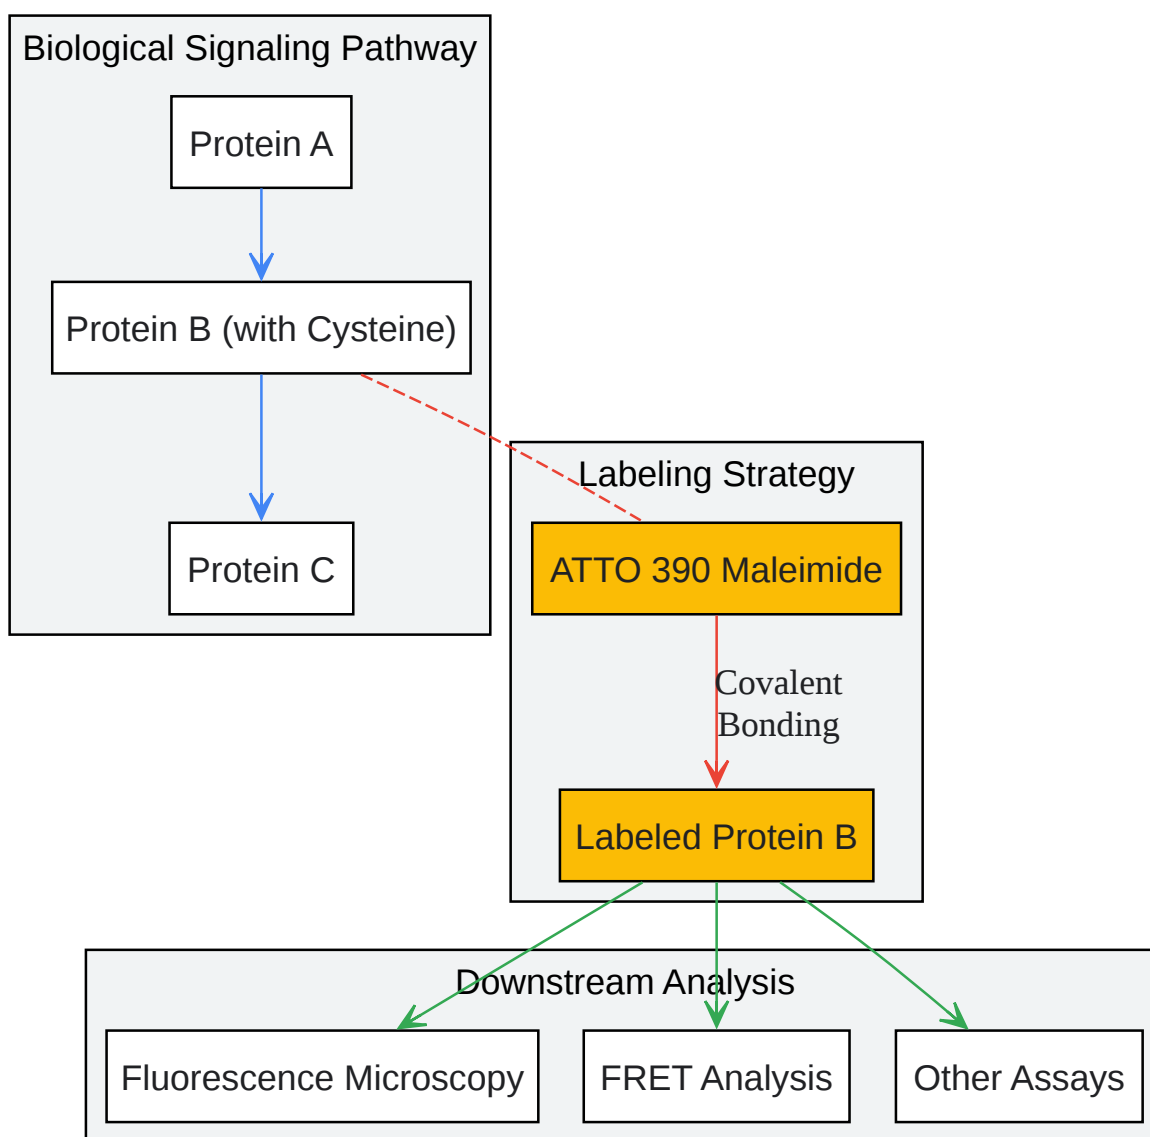 Biological Signaling Pathway
Protein A
Protein B (with Cysteine)
Protein C
Labeling Strategy
ATTO 390 Maleimide
Covalent
Bonding
Labeled Protein B
Downstream Analysis
Fluorescence Microscopy
FRET Analysis
Other Assays